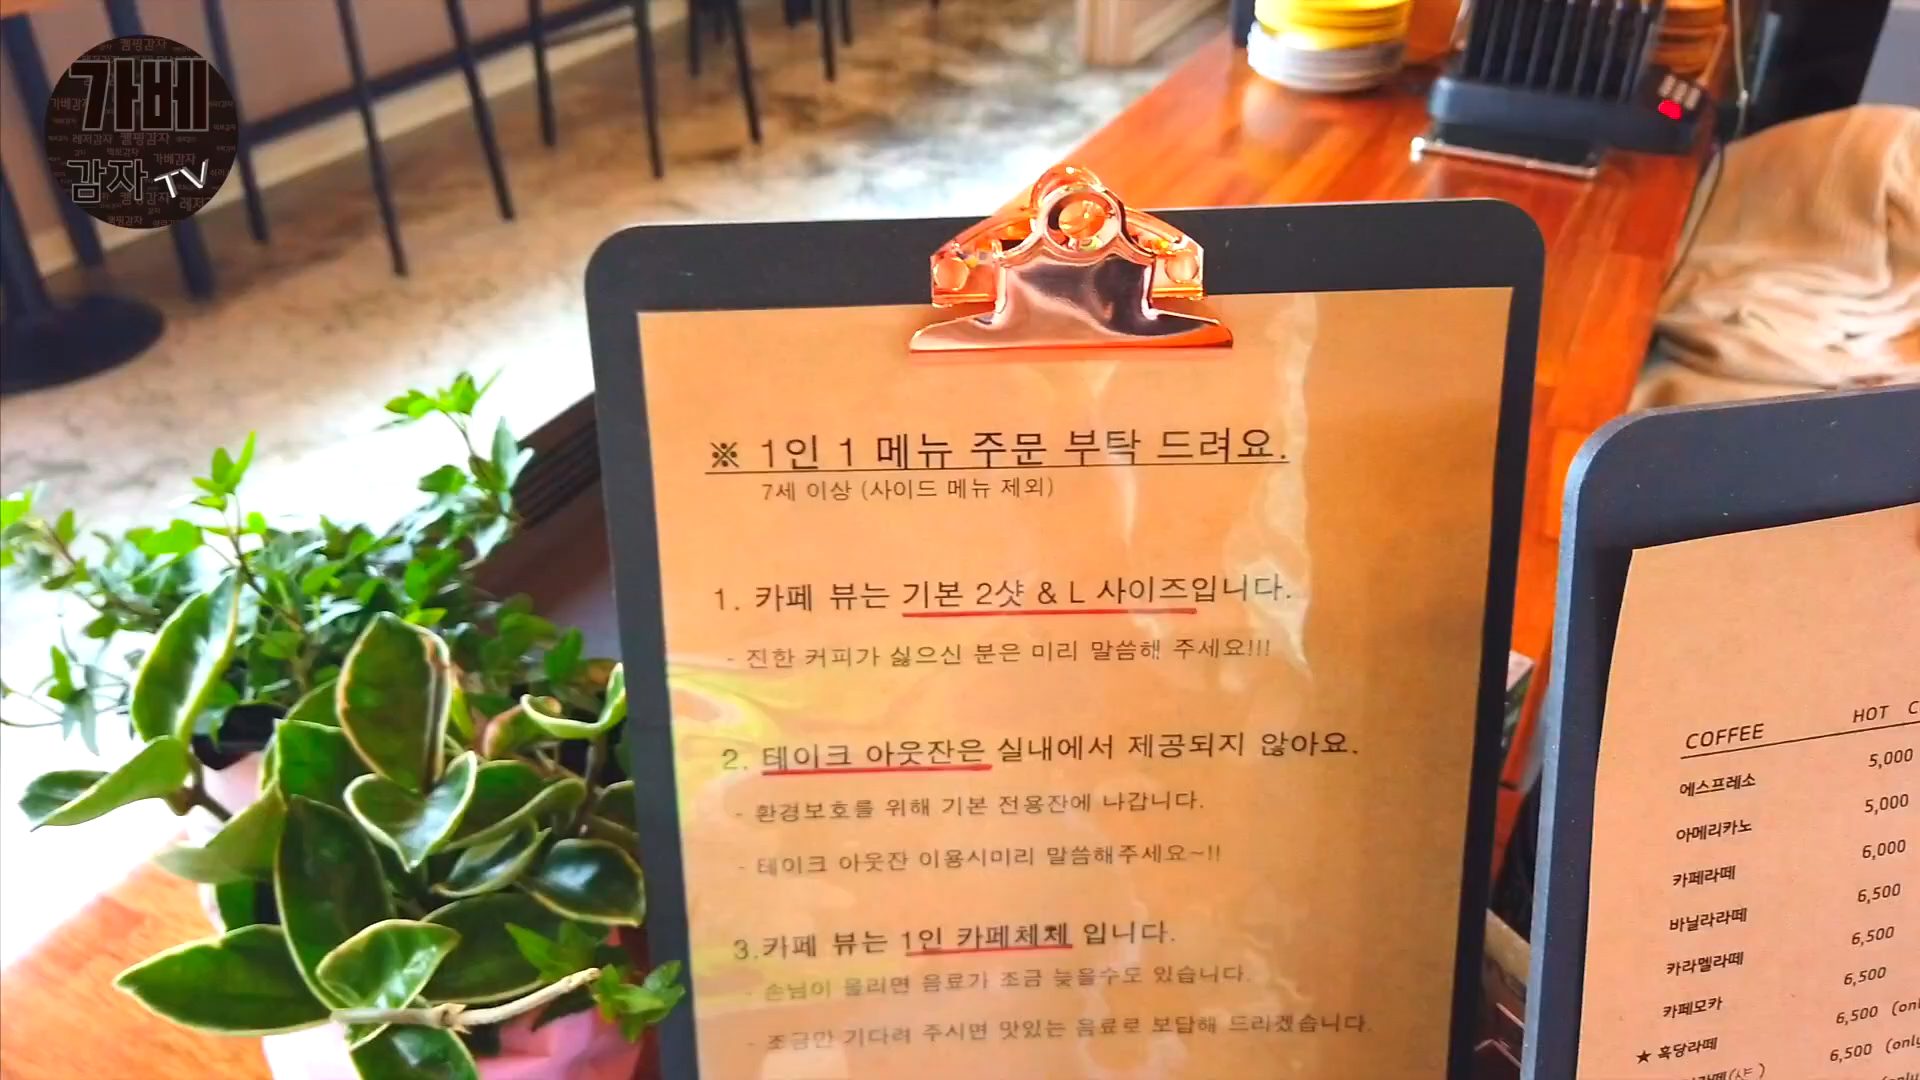 가베
감자 TV
※ 1인 1 메뉴 주문 부탁 드려요.
7세 이상 (사이드 메뉴 제외)
1. 카페 뷰는 기본 2샷 & L 사이즈입니다.
- 진한 커피가 싫으신 분은 미리 말씀해 주세요!!!
2. 테이크 아웃잔은 실내에서 제공되지 않아요.
- 환경보호를 위해 기본 전용잔에 나갑니다.
- 테이크 아웃잔 이용시미리 말씀해주세요~!!
3.카페 뷰는 1인 카페체제 입니다.
- 손님이 몰리면 음료가 조금 늦을수도 있습니다.
- 조금만 기다려 주시면 맛있는 음료로 보답해 드리겠습니다.
COFFEE HOT
에스프레소 5,000
아메리카노 5,000
카페라떼 6,000
바닐라라떼 6,500
카라멜라떼 6,500
카페모카 6,500
★ 흑당라떼 6,500
6,500